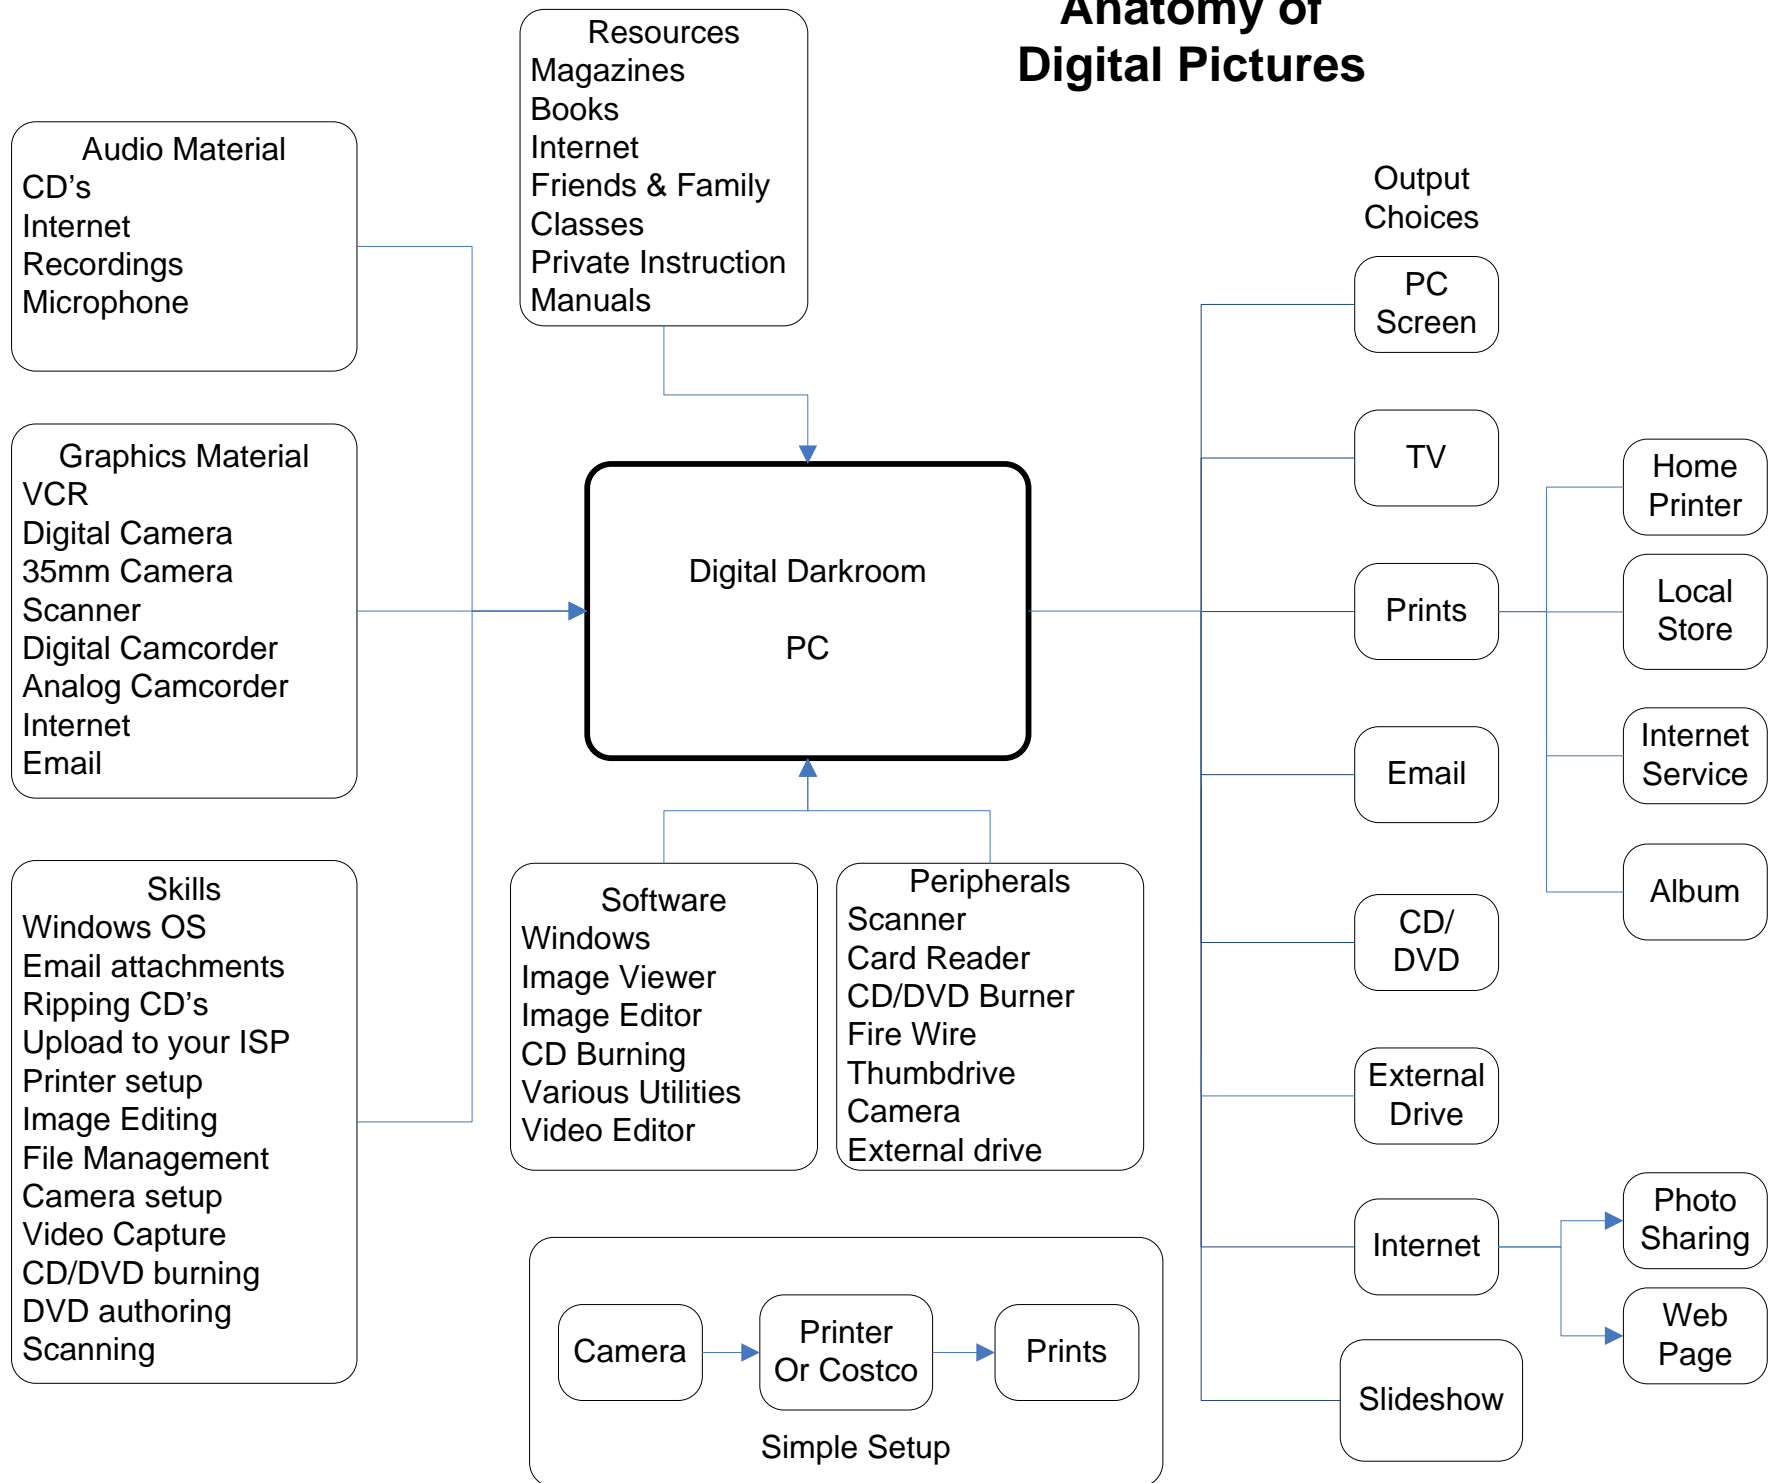 Anatomy of
Digital Pictures
Resources
Magazines
Books
Internet
Friends & Family
Classes
Private Instruction
Manuals
Audio Material
CD’s
Internet
Recordings
Microphone
Graphics Material
VCR
Digital Camera
35mm Camera
Scanner
Digital Camcorder
Analog Camcorder
Internet
Email
Skills
Windows OS
Email attachments
Ripping CD’s
Upload to your ISP
Printer setup
Image Editing
File Management
Camera setup
Video Capture
CD/DVD burning
DVD authoring
Scanning
Digital Darkroom
PC
Software
Windows
Image Viewer
Image Editor
CD Burning
Various Utilities
Video Editor
Peripherals
Scanner
Card Reader
CD/DVD Burner
Fire Wire
Thumbdrive
Camera
External drive
Camera
Printer
Or Costco
Prints
Simple Setup
Output
Choices
PC
Screen
TV
Prints
Email
CD/
DVD
External
Drive
Internet
Slideshow
Home
Printer
Local
Store
Internet
Service
Album
Photo
Sharing
Web
Page